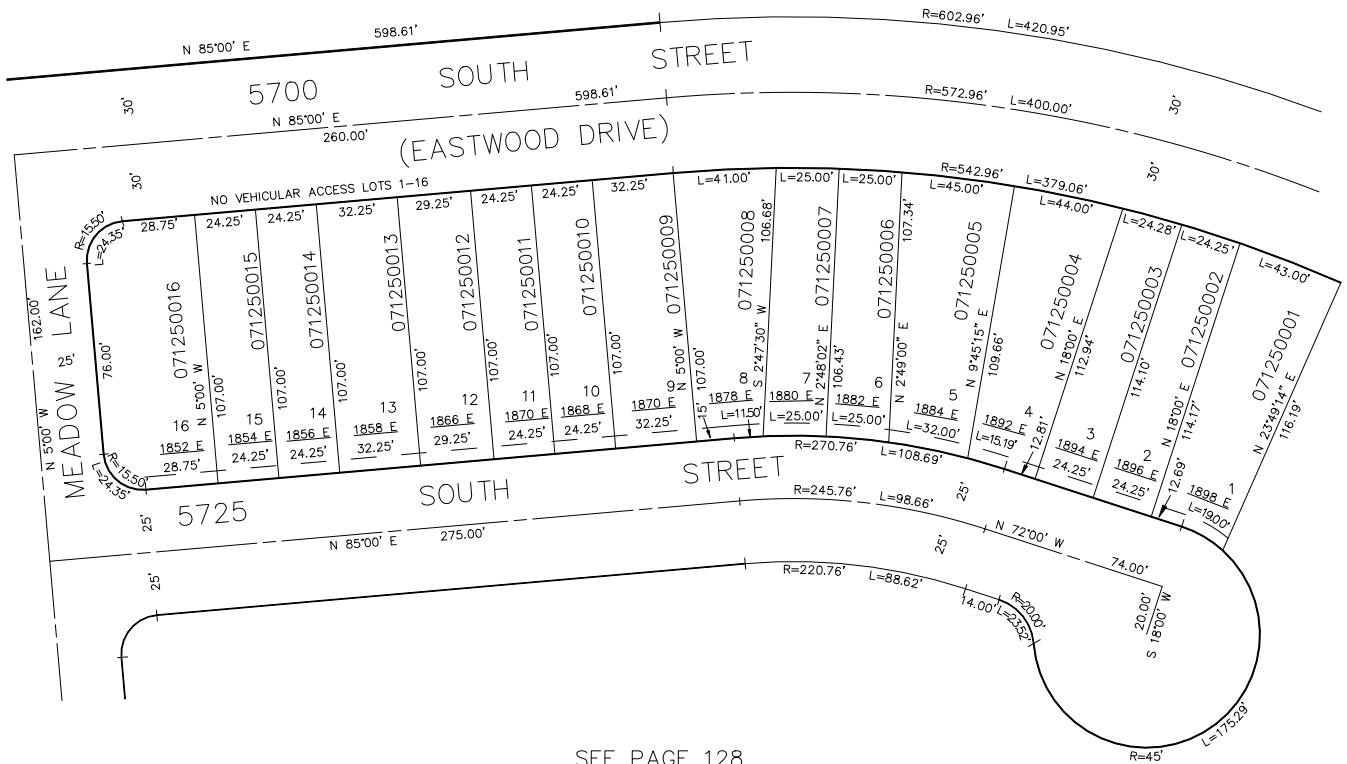 N 85°00' E
598.61'
R=602.96'
L=420.95'
5700
SOUTH
STREET
30'
598.61'
R=572.96'
L=400.00'
30'
N 85°00' E
260.00'
(EASTWOOD DRIVE)
30'
30'
NO VEHICULAR ACCESS LOTS 1-16
R=542.96'
L=379.06'
28.75'
24.25'
24.25'
32.25'
29.25'
24.25'
24.25'
32.25'
L=41.00'
L=25.00'
L=25.00'
L=45.00'
L=44.00'
L=24.28'
L=24.25'
L=43.00'
R=15.50'
L=24.35'
MEADOW LANE
25'
162.00'
N 5°00' W
76.00'
R=15.50'
L=24.35'
071250016
16
1852 E
28.75'
N 5°00' W
107.00'
071250015
15
1854 E
24.25'
107.00'
071250014
14
1856 E
24.25'
107.00'
071250013
13
1858 E
32.25'
107.00'
071250012
12
1866 E
29.25'
107.00'
071250011
11
1870 E
24.25'
107.00'
071250010
10
1868 E
24.25'
107.00'
071250009
9
1870 E
32.25'
N 5°00' W
107.00'
071250008
8
1878 E
15'
L=11.50'
106.68'
S 2°47'30" W
071250007
7
1880 E
L=25.00'
N 2°48'02" E
106.43'
071250006
6
1882 E
L=25.00'
107.34'
N 2°49'00" E
071250005
5
1884 E
L=32.00'
N 9°45'15" E
109.66'
071250004
4
1892 E
L=15.19'
12.81'
N 18°00' E
112.94'
071250003
3
1894 E
24.25'
114.10'
071250002
2
1896 E
24.25'
N 18°00' E
114.17'
12.69'
071250001
1
1898 E
L=19.00'
N 23°49'14" E
116.19'
5725
SOUTH
STREET
25'
R=270.76'
L=108.69'
25'
R=245.76'
L=98.66'
N 85°00' E
275.00'
N 72°00' W
74.00'
25'
25'
R=220.76'
L=88.62'
14.00'
R=20.00'
L=23.52'
20.00'
S 18°00' W
L=175.29'
R=45'
SEE PAGE 128